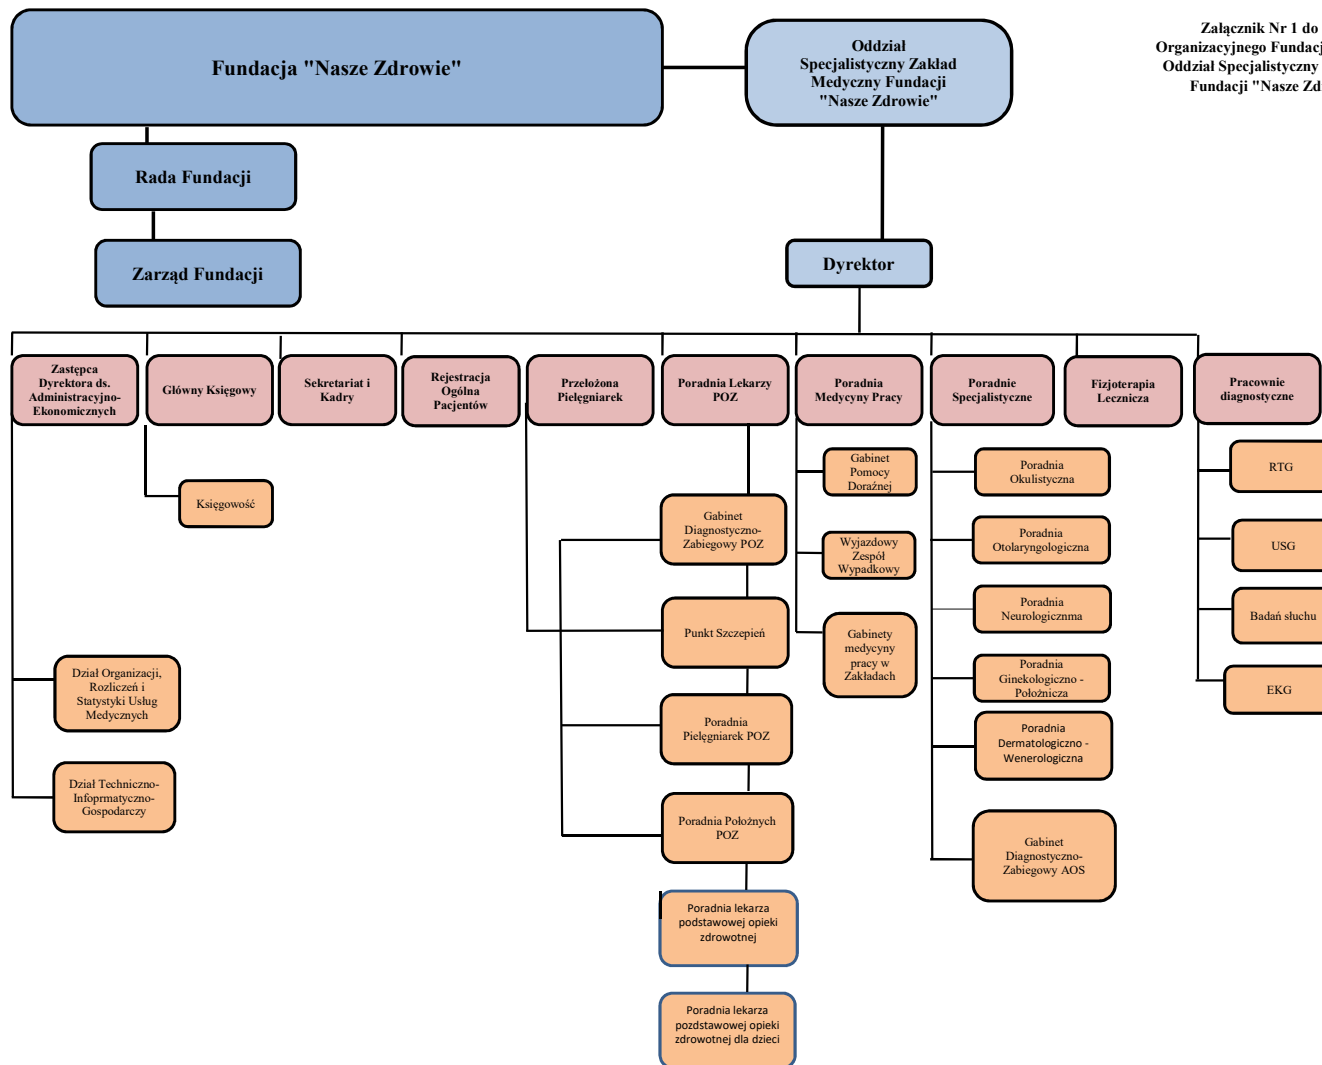 Załącznik Nr 1 do
Organizacyjnego Fundacj
Oddział Specjalistyczny
Fundacji "Nasze Zd
Fundacja "Nasze Zdrowie"
Oddział
Specjalistyczny Zakład
Medyczny Fundacji
"Nasze Zdrowie"
Rada Fundacji
Zarząd Fundacji
Dyrektor
Zastępca
Dyrektora ds.
Administracyjno-
Ekonomicznych
Główny Księgowy
Sekretariat i
Kadry
Rejestracja
Ogólna
Pacjentów
Przełożona
Pielęgniarek
Poradnia Lekarzy
POZ
Poradnia
Medycyny Pracy
Poradnie
Specjalistyczne
Fizjoterapia
Lecznicza
Pracownie
diagnostyczne
Księgowość
Dział Organizacji,
Rozliczeń i
Statystyki Usług
Medycznych
Dział Techniczno-
Infoprmatyczno-
Gospodarczy
Gabinet
Diagnostyczno-
Zabiegowy POZ
Punkt Szczepień
Poradnia
Pielęgniarek POZ
Poradnia Położnych
POZ
Poradnia lekarza
podstawowej opieki
zdrowotnej
Poradnia lekarza
pozdstawowej opieki
zdrowotnej dla dzieci
Gabinet
Pomocy
Doraźnej
Wyjazdowy
Zespół
Wypadkowy
Gabinety
medycyny
pracy w
Zakładach
Poradnia
Okulistyczna
Poradnia
Otolaryngologiczna
Poradnia
Neurologicznma
Poradnia
Ginekologiczno -
Położnicza
Poradnia
Dermatologiczno -
Wenerologiczna
Gabinet
Diagnostyczno-
Zabiegowy AOS
RTG
USG
Badań słuchu
EKG